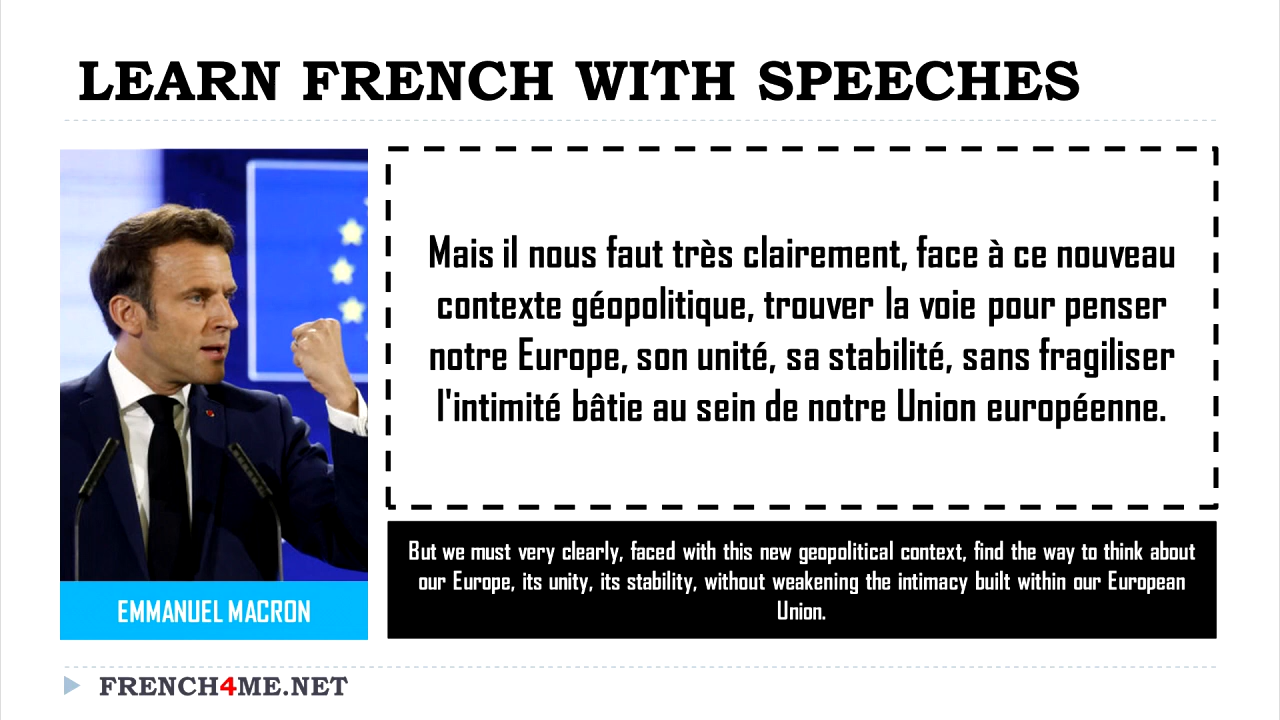 LEARN FRENCH WITH SPEECHES
Mais il nous faut très clairement, face à ce nouveau
contexte géopolitique, trouver la voie pour penser
notre Europe, son unité, sa stabilité, sans fragiliser
l'intimité bâtie au sein de notre Union européenne.
But we must very clearly, faced with this new geopolitical context, find the way to think about
our Europe, its unity, its stability, without weakening the intimacy built within our European
Union.
EMMANUEL MACRON
FRENCH4ME.NET